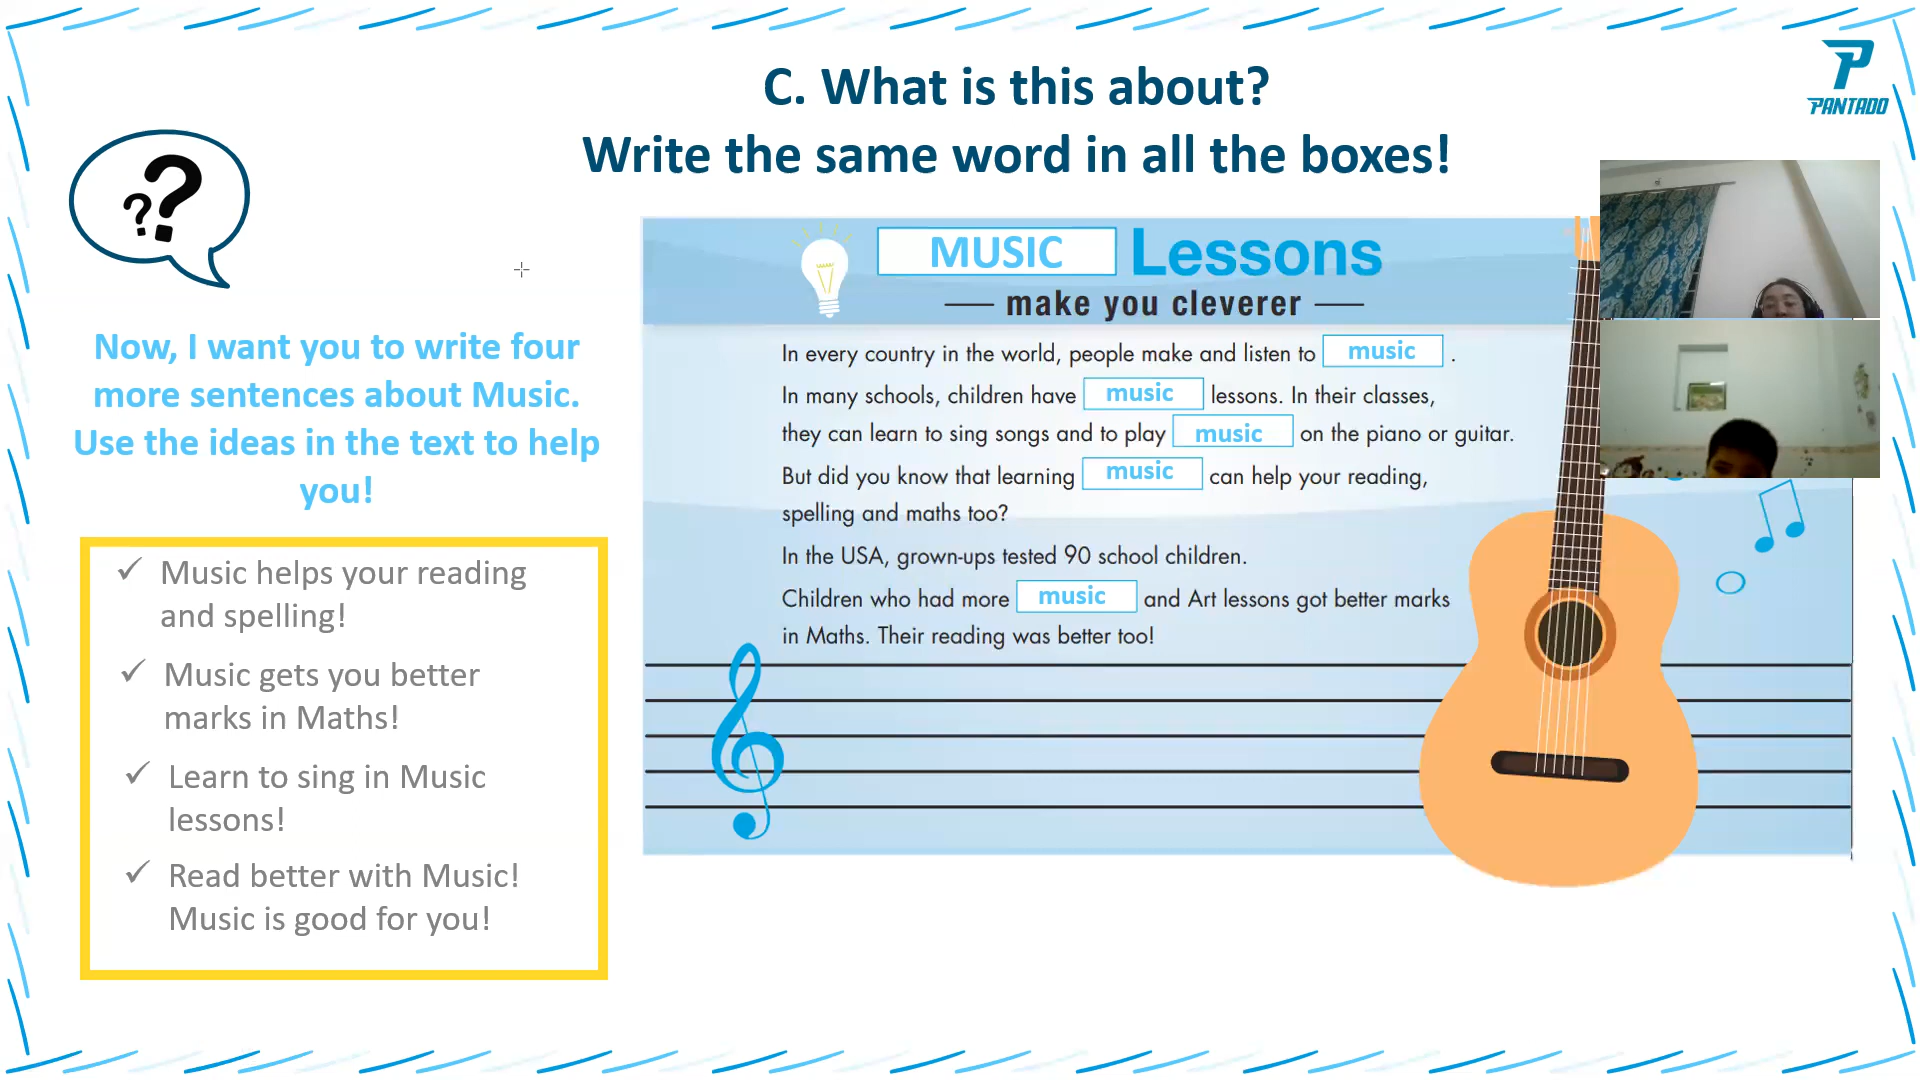 C. What is this about?
Write the same word in all the boxes!
PANTADO
??
Now, I want you to write four
more sentences about Music.
Use the ideas in the text to help
you!
✓ Music helps your reading
and spelling!
✓ Music gets you better
marks in Maths!
✓ Learn to sing in Music
lessons!
✓ Read better with Music!
Music is good for you!
MUSIC Lessons
make you cleverer
In every country in the world, people make and listen to music .
In many schools, children have music lessons. In their classes,
they can learn to sing songs and to play music on the piano or guitar.
But did you know that learning music can help your reading,
spelling and maths too?
In the USA, grown-ups tested 90 school children.
Children who had more music and Art lessons got better marks
in Maths. Their reading was better too!